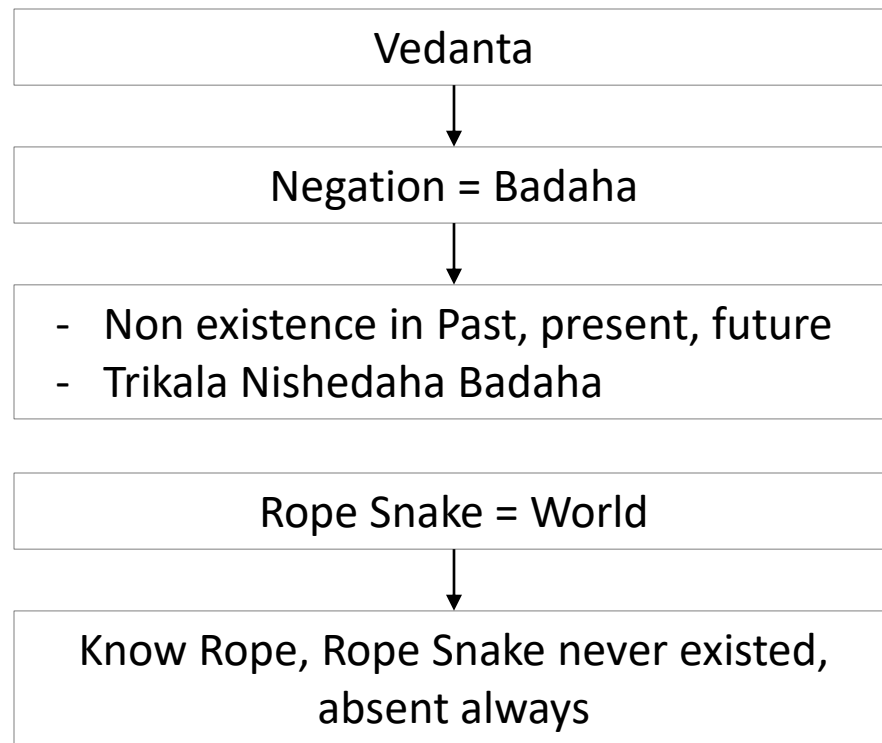 Vedanta
Negation = Badaha
- Non existence in Past, present, future
- Trikala Nishedaha Badaha
Rope Snake = World
Know Rope, Rope Snake never existed,
absent always